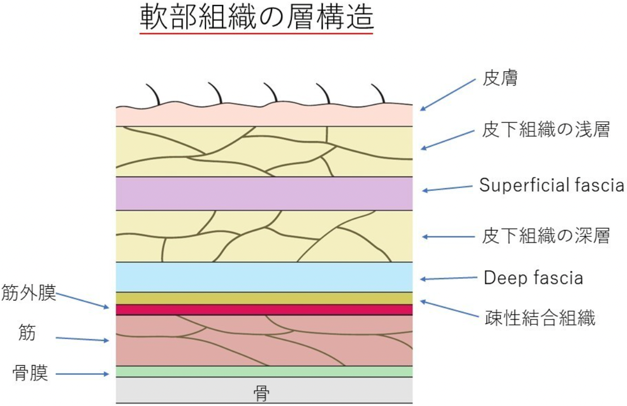 軟部組織の層構造
皮膚
皮下組織の浅層
Superficial fascia
皮下組織の深層
Deep fascia
疎性結合組織
筋外膜
筋
骨膜
骨